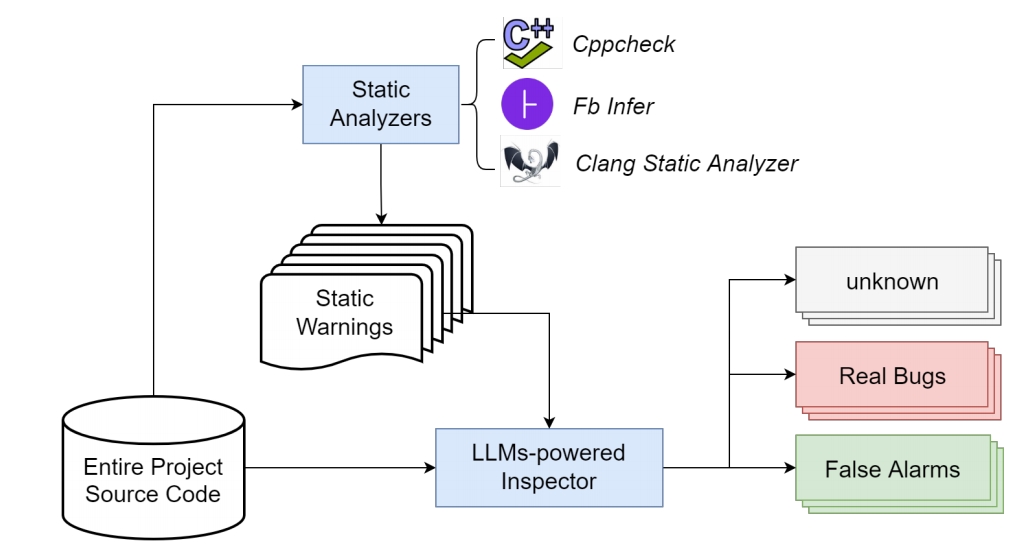 C++
Cppcheck
Static
Analyzers
Fb Infer
Clang Static Analyzer
Static
Warnings
unknown
Real Bugs
Entire Project
Source Code
LLMs-powered
Inspector
False Alarms